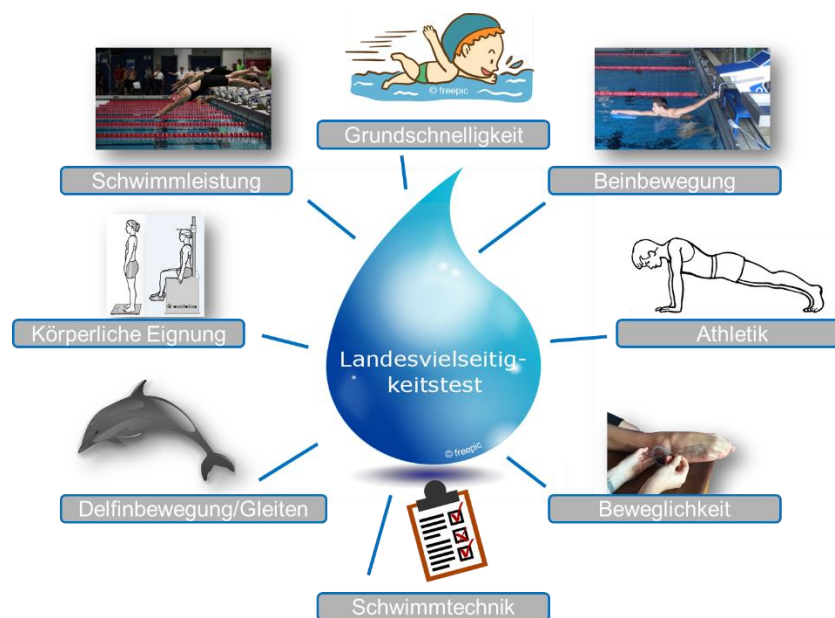 © freepic
Grundschnelligkeit
Schwimmleistung
Beinbewegung
Körperliche Eignung
Athletik
Landesvielseitig-
keitstest
© freepic
Delfinbewegung/Gleiten
Beweglichkeit
Schwimmtechnik